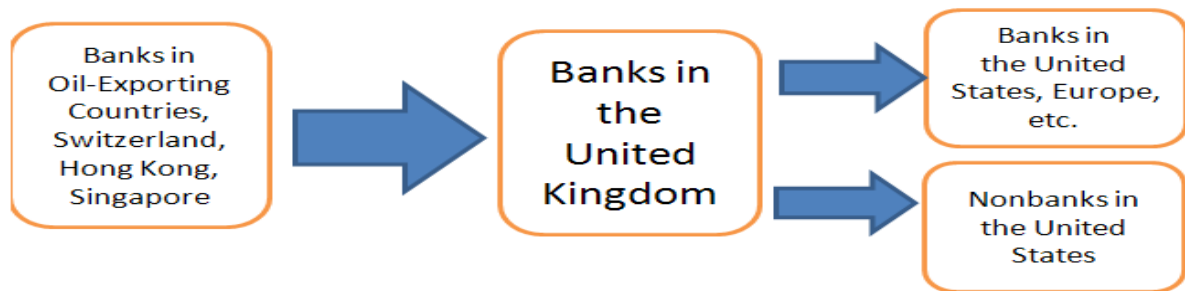 Banks in
Oil-Exporting
Countries,
Switzerland,
Hong Kong,
Singapore
Banks in
the
United
Kingdom
Banks in
the United
States, Europe,
etc.
Nonbanks in
the United
States